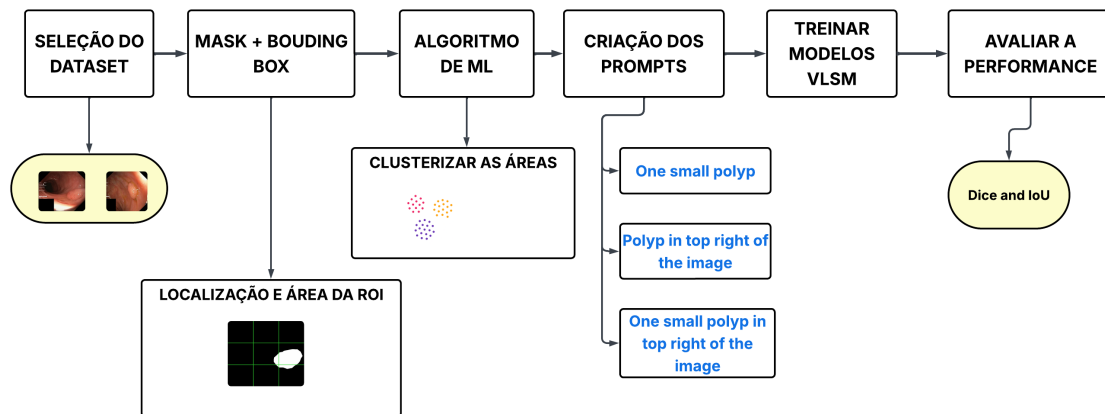 SELEÇÃO DO
DATASET
MASK + BOUDING
BOX
ALGORITMO
DE ML
CRIAÇÃO DOS
PROMPTS
TREINAR
MODELOS
VLSM
AVALIAR A
PERFORMANCE
CLUSTERIZAR AS ÁREAS
One small polyp
Dice and IoU
Polyp in top right of
the image
LOCALIZAÇÃO E ÁREA DA ROI
One small polyp in
top right of the
image